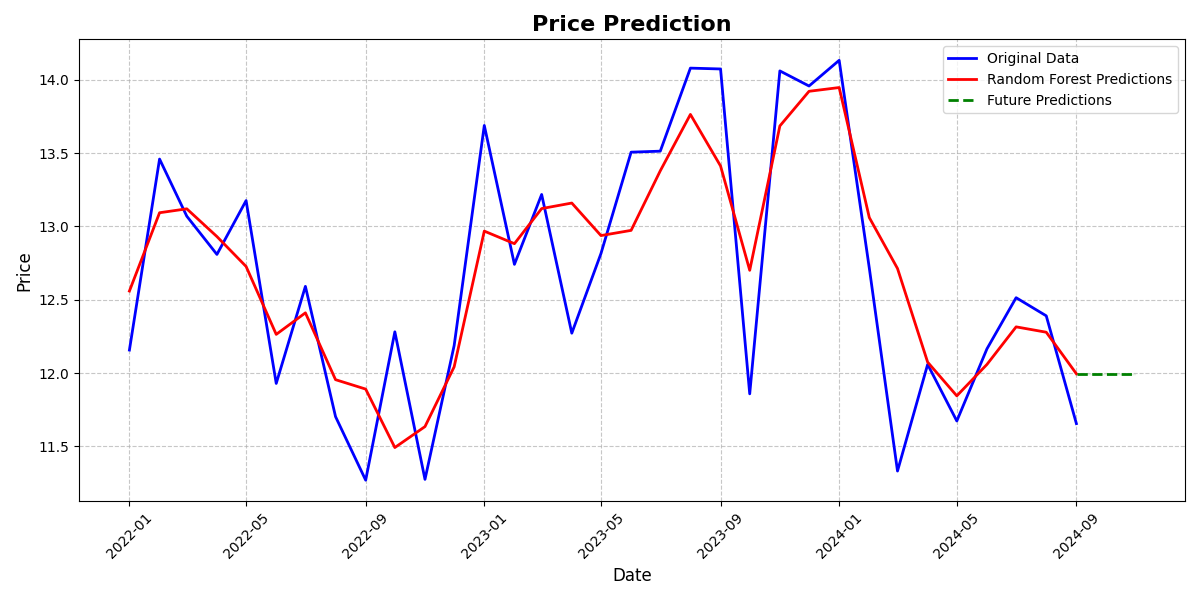 Price Prediction
Original Data
Random Forest Predictions
Future Predictions
Price
14.0
13.5
13.0
12.5
12.0
11.5
2022-01
2022-05
2022-09
2023-01
2023-05
2023-09
2024-01
2024-05
2024-09
Date